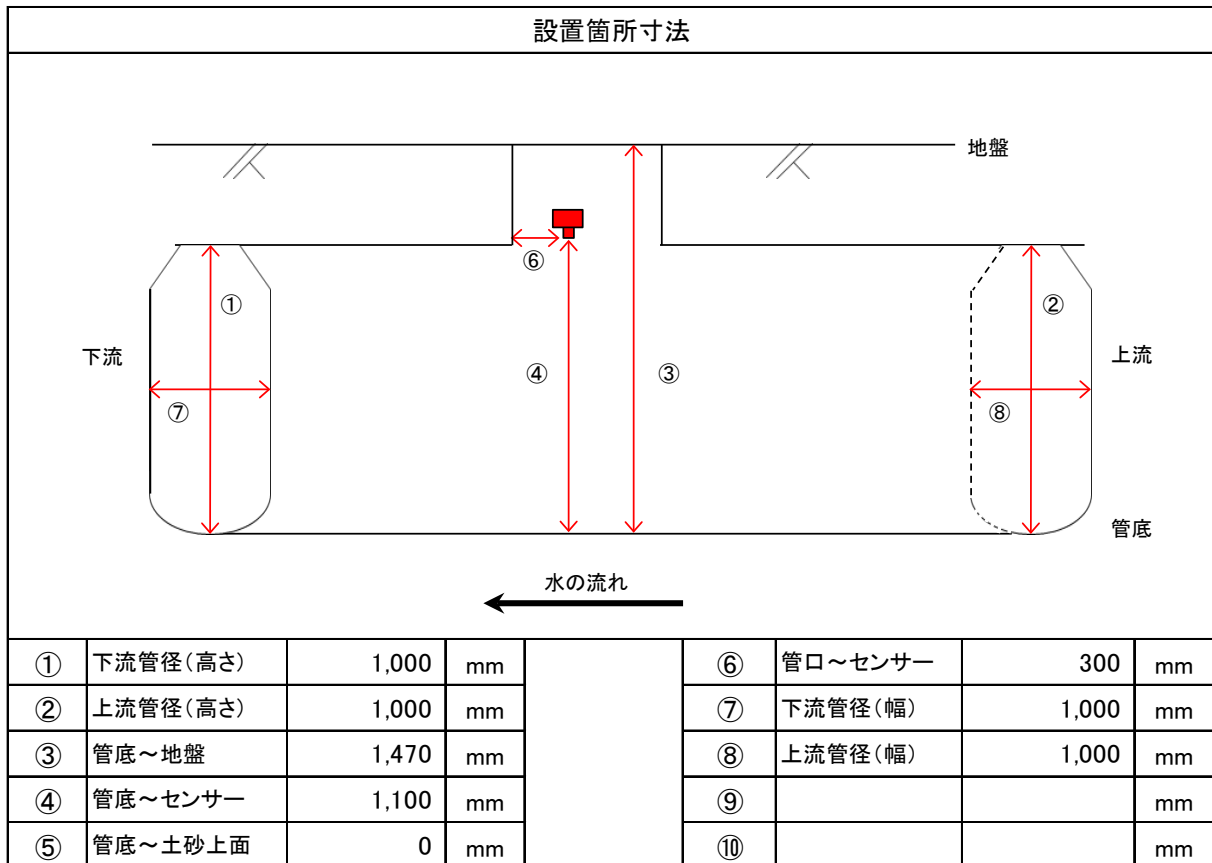 設置箇所寸法
地盤
⑥
①
②
下流
上流
④
③
⑦
⑧
管底
水の流れ
① 下流管径(高さ) 1,000 mm ⑥ 管口～センサー 300 mm
② 上流管径(高さ) 1,000 mm ⑦ 下流管径(幅) 1,000 mm
③ 管底～地盤 1,470 mm ⑧ 上流管径(幅) 1,000 mm
④ 管底～センサー 1,100 mm ⑨ mm
⑤ 管底～土砂上面 0 mm ⑩ mm